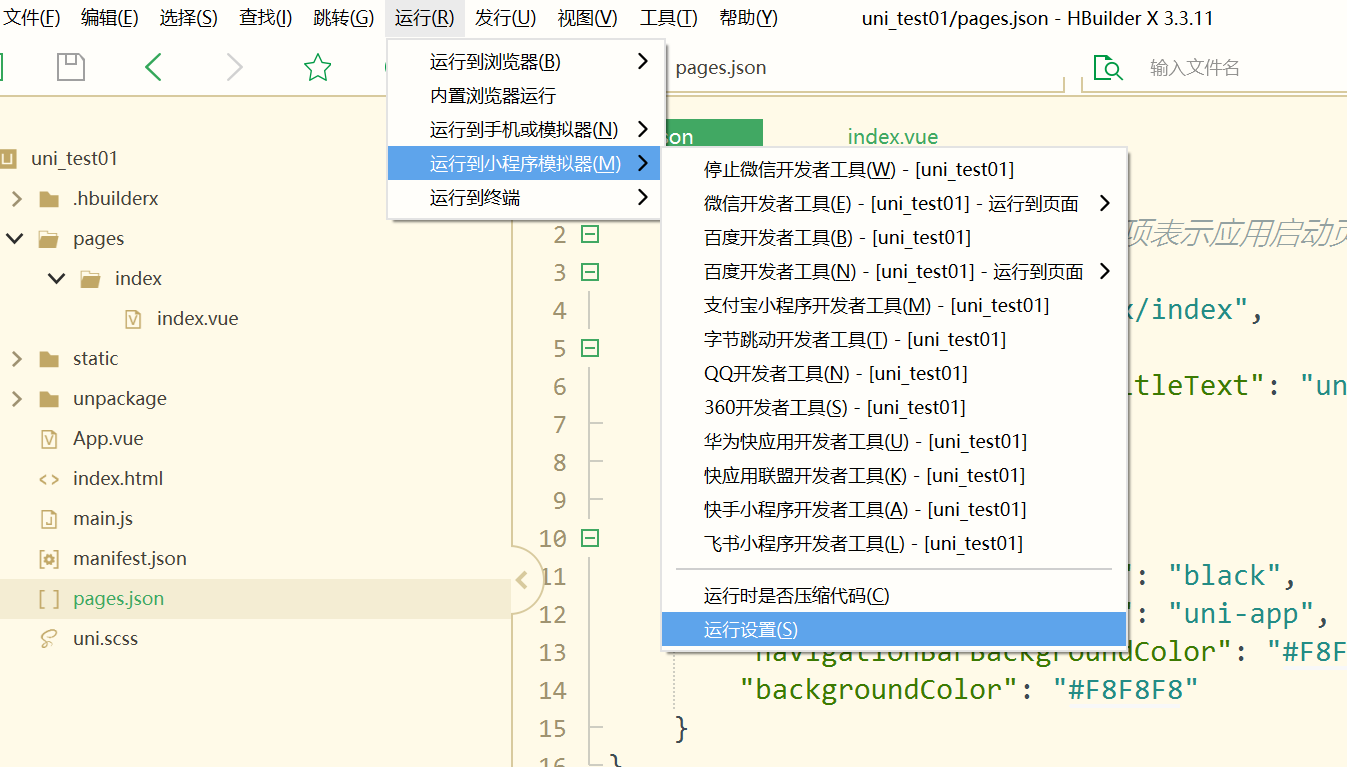 文件(F) 编辑(E) 选择(S) 查找(I) 跳转(G) 运行(R) 发行(U) 视图(V) 工具(T) 帮助(Y) uni_test01/pages.json - HBuilder X 3.3.11
pages.json 输入文件名
运行到浏览器(B)
内置浏览器运行
运行到手机或模拟器(N)
运行到小程序模拟器(M)
运行到终端
son index.vue
停止微信开发者工具(W) - [uni_test01]
微信开发者工具(E) - [uni_test01] - 运行到页面
百度开发者工具(B) - [uni_test01]
百度开发者工具(N) - [uni_test01] - 运行到页面
支付宝小程序开发者工具(M) - [uni_test01]
字节跳动开发者工具(T) - [uni_test01]
QQ开发者工具(N) - [uni_test01]
360开发者工具(S) - [uni_test01]
华为快应用开发者工具(U) - [uni_test01]
快应用联盟开发者工具(K) - [uni_test01]
快手小程序开发者工具(A) - [uni_test01]
飞书小程序开发者工具(L) - [uni_test01]
运行时是否压缩代码(C)
运行设置(S)
uni_test01
.hbuilderx
pages
index
index.vue
static
unpackage
App.vue
index.html
main.js
manifest.json
pages.json
uni.scss
2 项表示应用启动页
3
4 x/index",
5
6 itleText": "un
7
8
9
10
11 ": "black",
12 ": "uni-app",
13 "navigationBarBackgroundColor": "#F8F
14 "backgroundColor": "#F8F8F8"
15 }
16 }